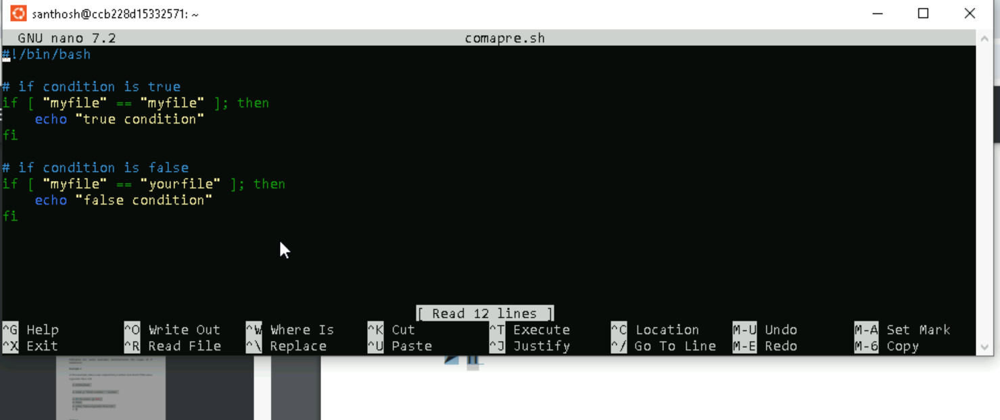 santhosh@ccb228d15332571: ~
GNU nano 7.2 comapre.sh
#!/bin/bash
# if condition is true
if [ "myfile" == "myfile" ]; then
echo "true condition"
fi
# if condition is false
if [ "myfile" == "yourfile" ]; then
echo "false condition"
fi
[ Read 12 lines ]
^G Help ^O Write Out ^W Where Is ^K Cut ^T Execute ^C Location M-U Undo M-A Set Mark
^X Exit ^R Read File ^\ Replace ^U Paste ^J Justify ^/ Go To Line M-E Redo M-6 Copy